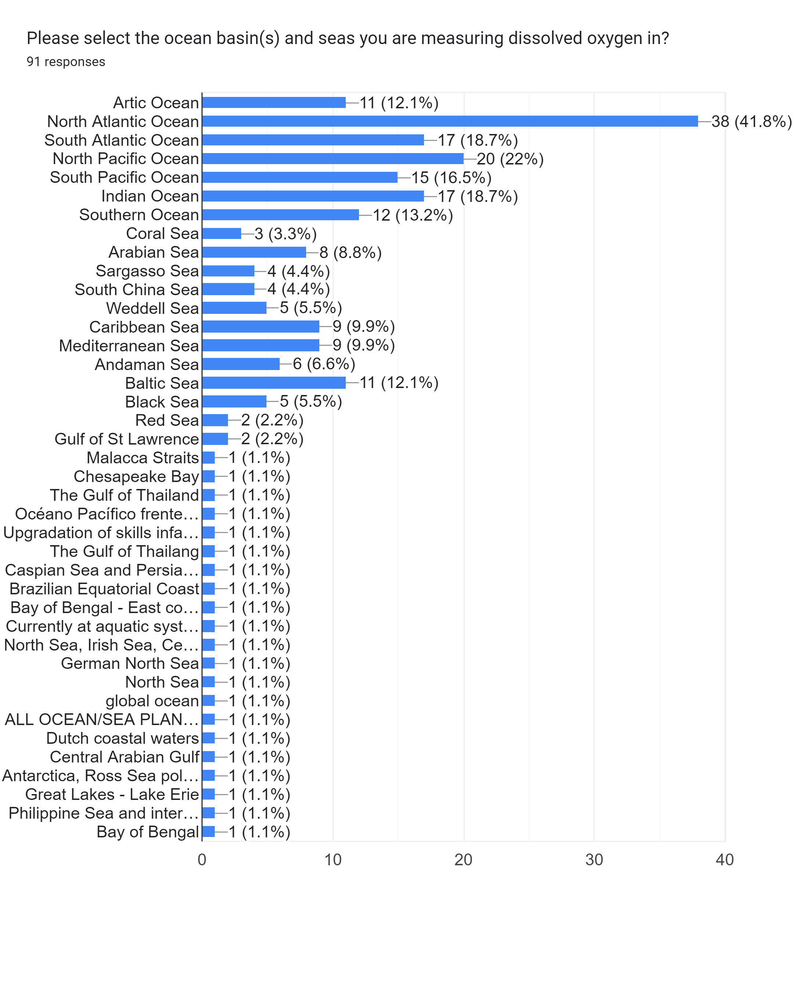 Please select the ocean basin(s) and seas you are measuring dissolved oxygen in?
91 responses
Artic Ocean 11 (12.1%)
North Atlantic Ocean 38 (41.8%)
South Atlantic Ocean 17 (18.7%)
North Pacific Ocean 20 (22%)
South Pacific Ocean 15 (16.5%)
Indian Ocean 17 (18.7%)
Southern Ocean 12 (13.2%)
Coral Sea 3 (3.3%)
Arabian Sea 8 (8.8%)
Sargasso Sea 4 (4.4%)
South China Sea 4 (4.4%)
Weddell Sea 5 (5.5%)
Caribbean Sea 9 (9.9%)
Mediterranean Sea 9 (9.9%)
Andaman Sea 6 (6.6%)
Baltic Sea 11 (12.1%)
Black Sea 5 (5.5%)
Red Sea 2 (2.2%)
Gulf of St Lawrence 2 (2.2%)
Malacca Straits 1 (1.1%)
Chesapeake Bay 1 (1.1%)
The Gulf of Thailand 1 (1.1%)
Océano Pacífico frente… 1 (1.1%)
Upgradation of skills infa… 1 (1.1%)
The Gulf of Thailang 1 (1.1%)
Caspian Sea and Persia… 1 (1.1%)
Brazilian Equatorial Coast 1 (1.1%)
Bay of Bengal - East co… 1 (1.1%)
Currently at aquatic syst… 1 (1.1%)
North Sea, Irish Sea, Ce… 1 (1.1%)
German North Sea 1 (1.1%)
North Sea 1 (1.1%)
global ocean 1 (1.1%)
ALL OCEAN/SEA PLAN… 1 (1.1%)
Dutch coastal waters 1 (1.1%)
Central Arabian Gulf 1 (1.1%)
Antarctica, Ross Sea pol… 1 (1.1%)
Great Lakes - Lake Erie 1 (1.1%)
Philippine Sea and inter… 1 (1.1%)
Bay of Bengal 1 (1.1%)
0 10 20 30 40